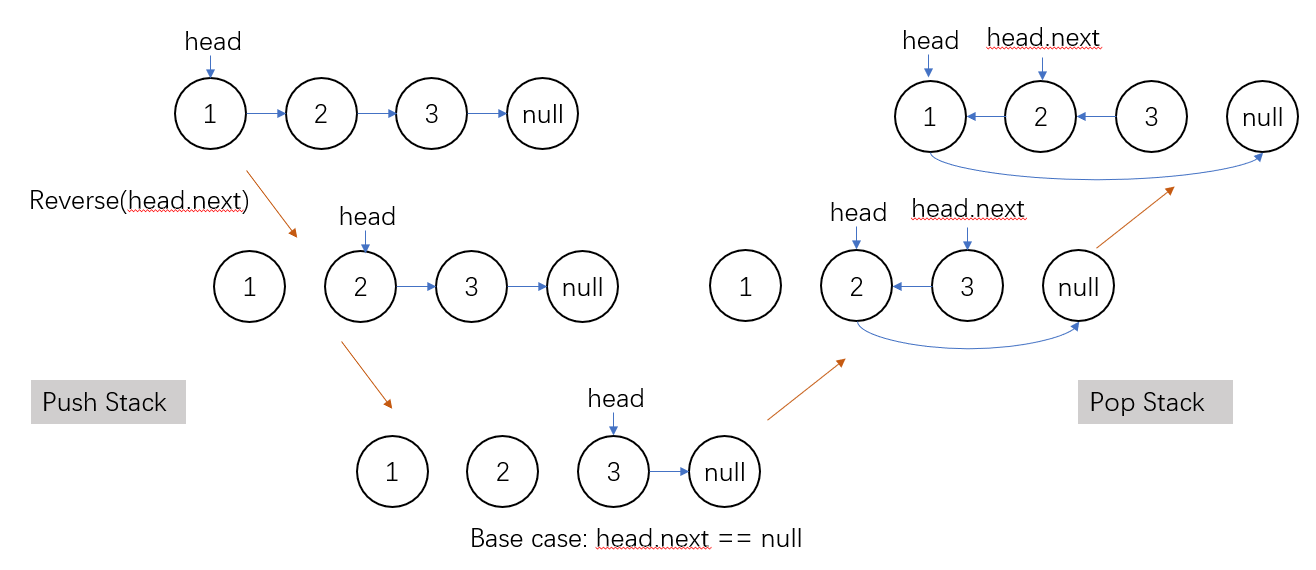 head
1 2 3 null
Reverse(head.next)
head
1 2 3 null
Push Stack
head
1 2 3 null
Base case: head.next == null
head head.next
1 2 3 null
head head.next
1 2 3 null
Pop Stack